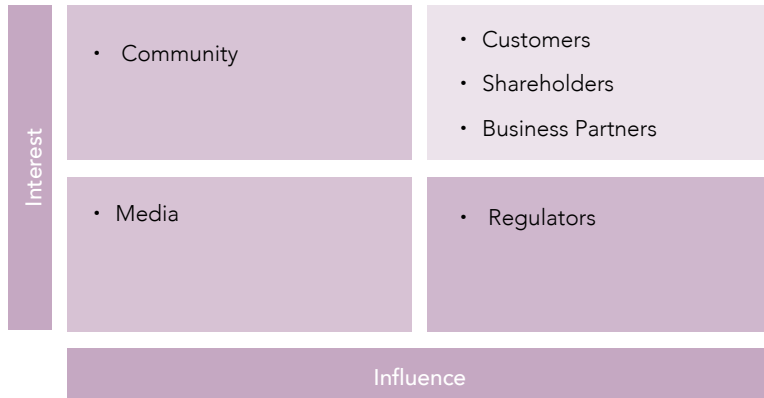 Interest
• Community
• Customers
• Shareholders
• Business Partners
• Media
• Regulators
Influence